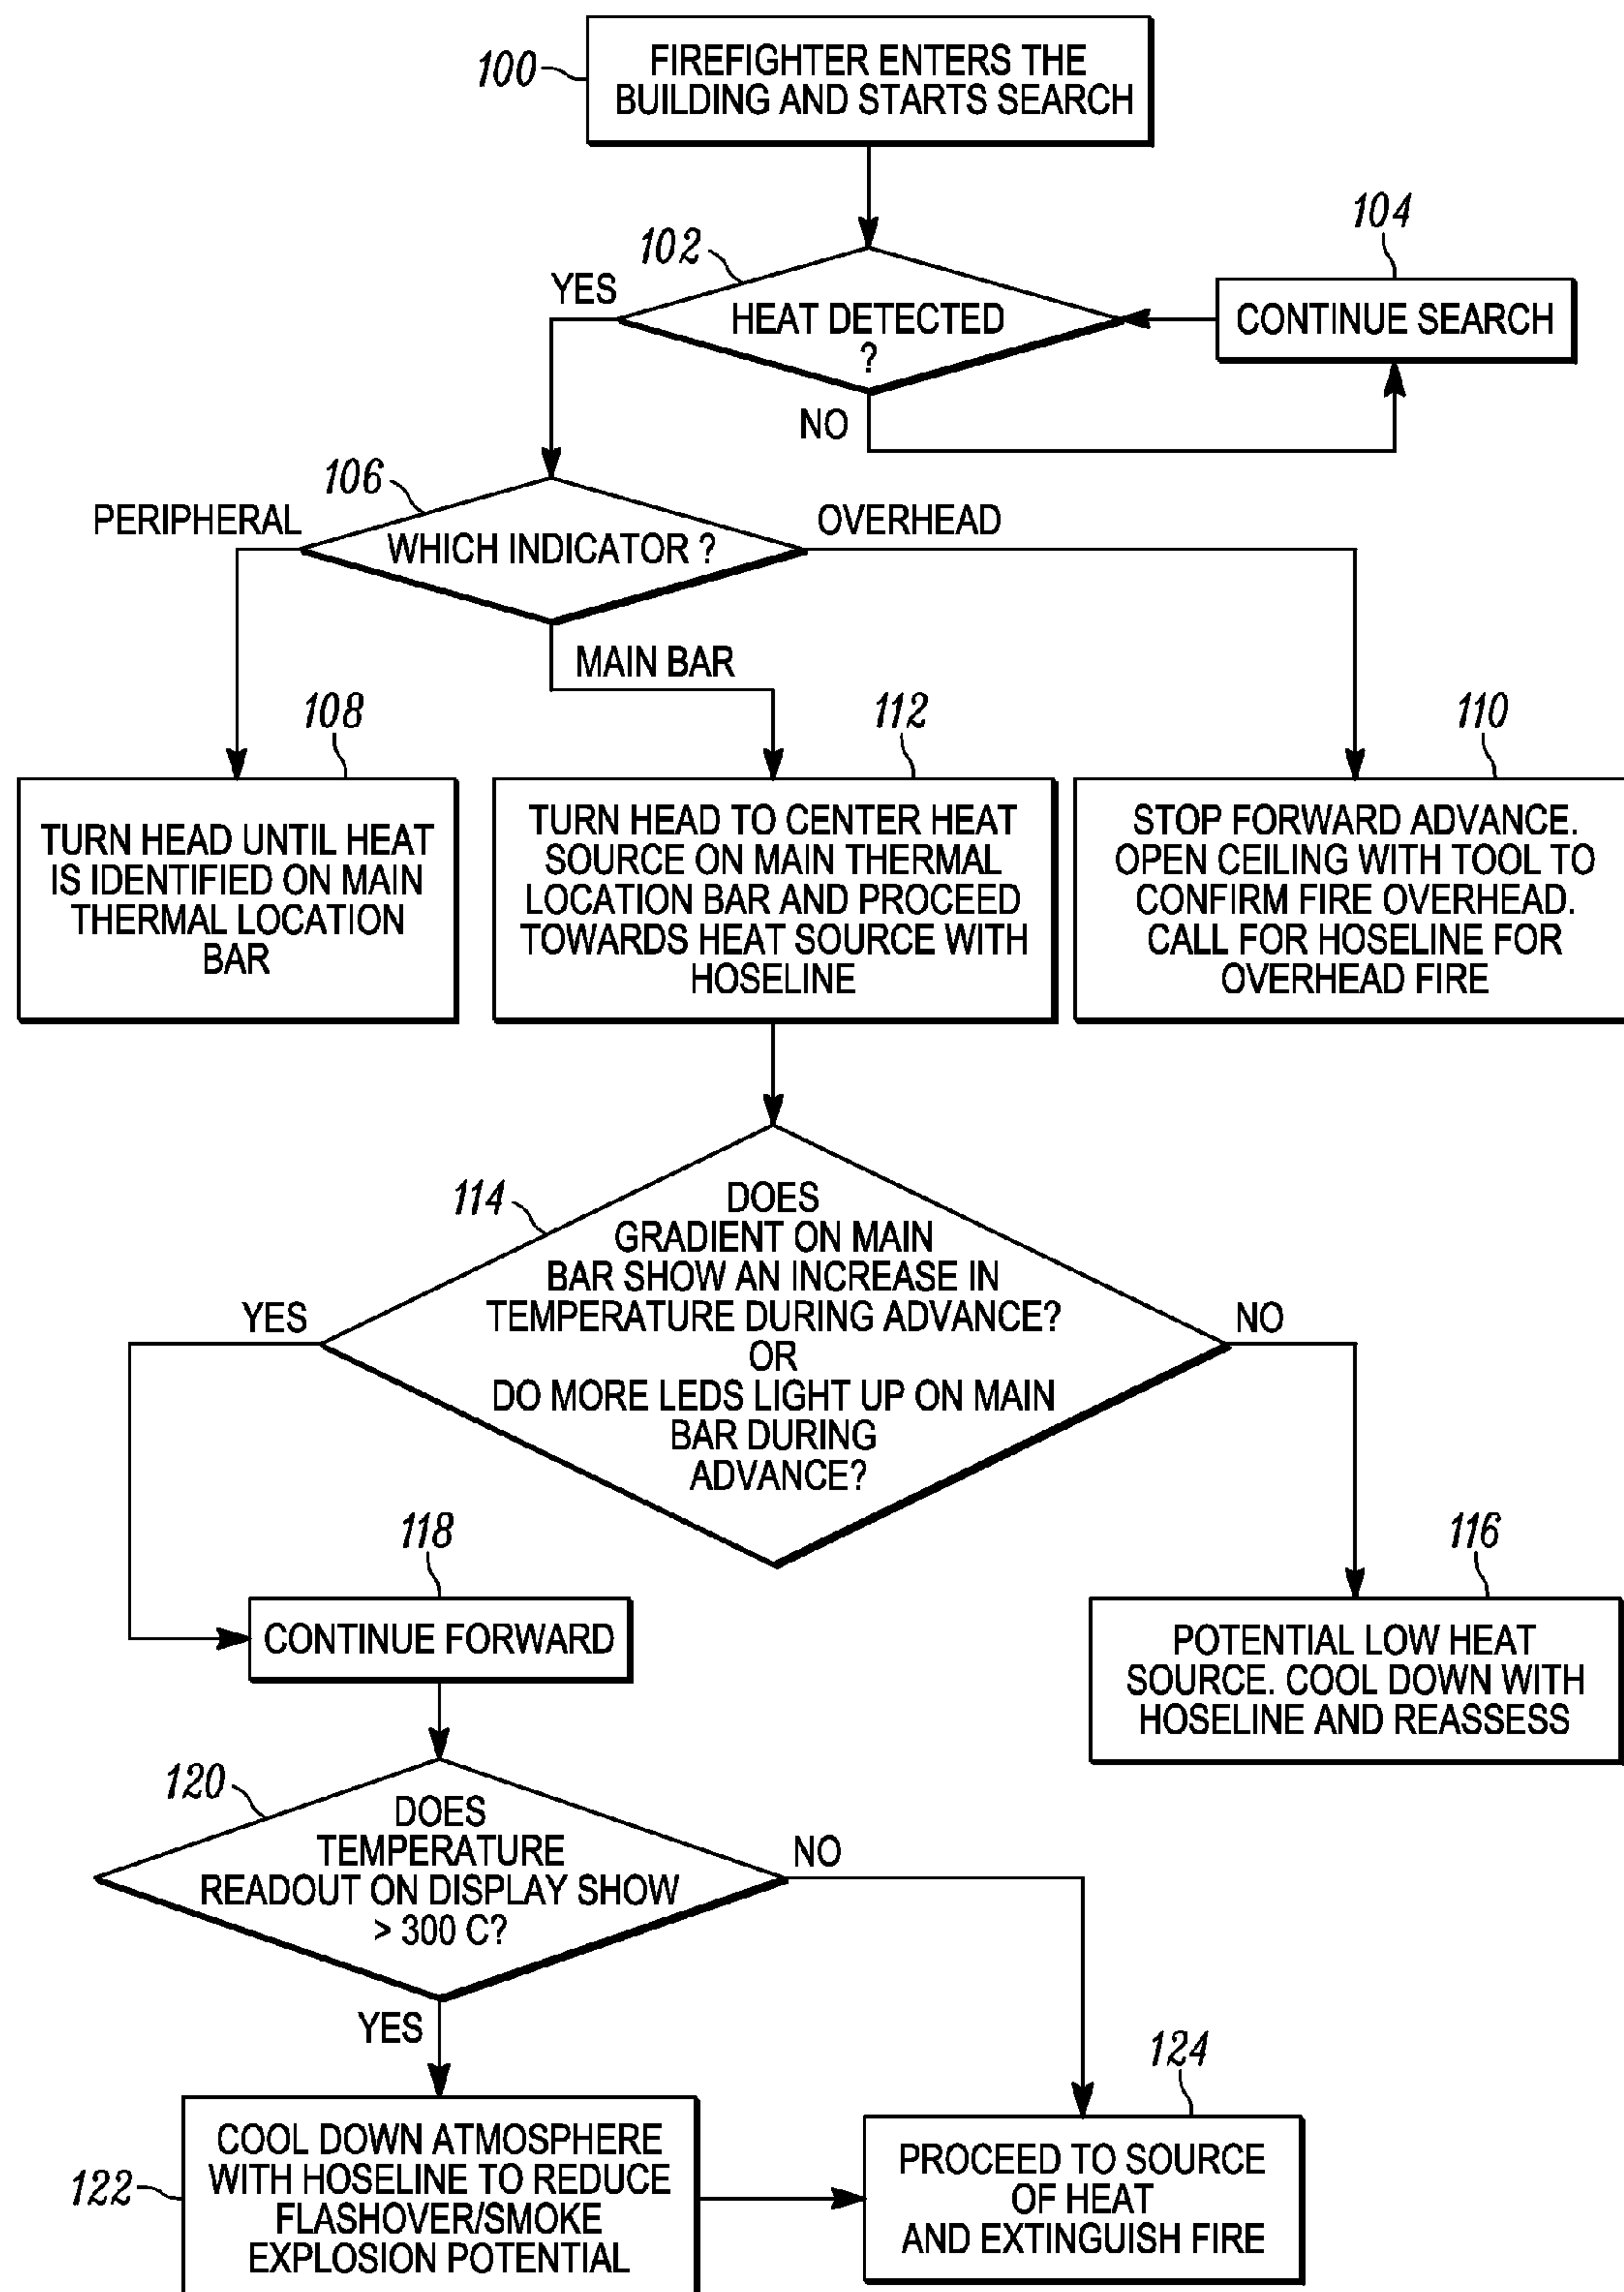 100
FIREFIGHTER ENTERS THE
BUILDING AND STARTS SEARCH
102
104
YES
HEAT DETECTED
?
CONTINUE SEARCH
NO
106
PERIPHERAL
WHICH INDICATOR ?
OVERHEAD
MAIN BAR
108
TURN HEAD UNTIL HEAT
IS IDENTIFIED ON MAIN
THERMAL LOCATION
BAR
112
TURN HEAD TO CENTER HEAT
SOURCE ON MAIN THERMAL
LOCATION BAR AND PROCEED
TOWARDS HEAT SOURCE WITH
HOSELINE
110
STOP FORWARD ADVANCE.
OPEN CEILING WITH TOOL TO
CONFIRM FIRE OVERHEAD.
CALL FOR HOSELINE FOR
OVERHEAD FIRE
114
DOES
GRADIENT ON MAIN
BAR SHOW AN INCREASE IN
TEMPERATURE DURING ADVANCE?
OR
DO MORE LEDS LIGHT UP ON MAIN
BAR DURING
ADVANCE?
YES
NO
118
CONTINUE FORWARD
116
POTENTIAL LOW HEAT
SOURCE. COOL DOWN WITH
HOSELINE AND REASSESS
120
DOES
TEMPERATURE
READOUT ON DISPLAY SHOW
> 300 C?
NO
YES
122
COOL DOWN ATMOSPHERE
WITH HOSELINE TO REDUCE
FLASHOVER/SMOKE
EXPLOSION POTENTIAL
124
PROCEED TO SOURCE
OF HEAT
AND EXTINGUISH FIRE